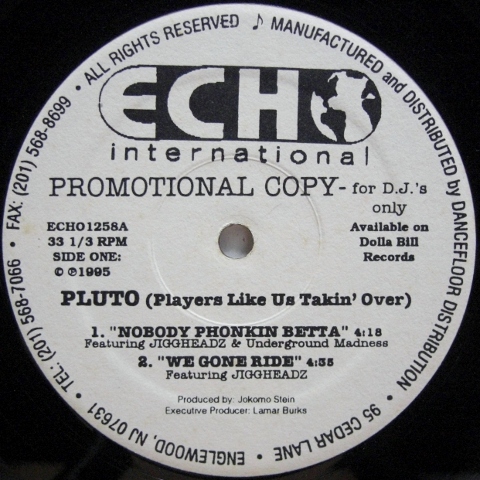 • ALL RIGHTS RESERVED ♪ MANUFACTURED and DISTRIBUTED by DANCEFLOOR DISTRIBUTION • 95 CEDAR LANE • ENGLEWOOD, NJ 07631 • TEL: (201) 568-7066 • FAX: (201) 568-8699
ECHO
international
PROMOTIONAL COPY- for D.J.'s
only
ECHO1258A
33 1/3 RPM
SIDE ONE:
© ℗1995
Available on
Dolla Bill
Records
PLUTO (Players Like Us Takin' Over)
1. "NOBODY PHONKIN BETTA" 4:18
Featuring JIGGHEADZ & Underground Madness
2. "WE GONE RIDE" 4:35
Featuring JIGGHEADZ
Produced by: Jokomo Stein
Executive Producer: Lamar Burks